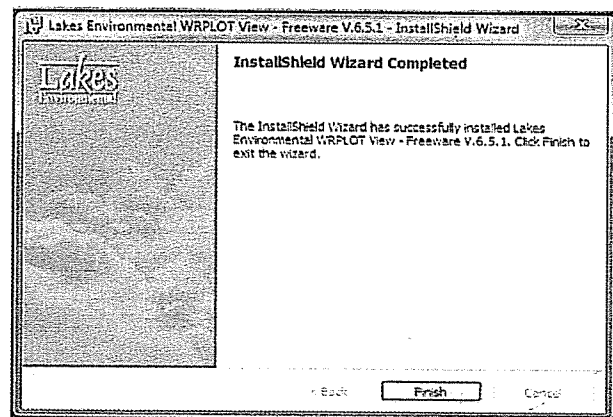 Lakes Environmental WRPLOT View - Freeware V.6.5.1 - InstallShield Wizard
Lakes
Environmental
InstallShield Wizard Completed
The InstallShield Wizard has successfully installed Lakes
Environmental WRPLOT View - Freeware V.6.5.1. Click Finish to
exit the wizard.
< Back
Finish
Cancel